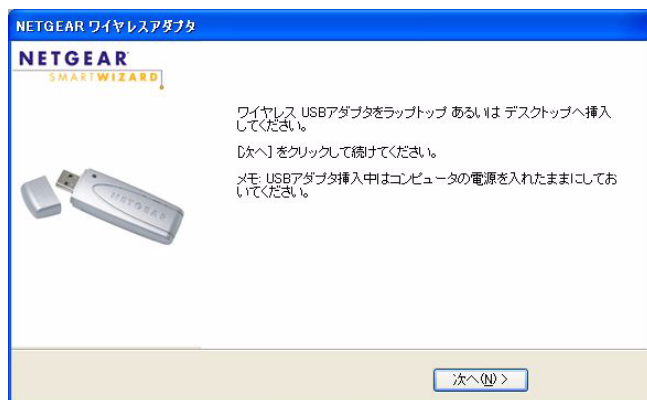 NETGEAR ワイヤレスアダプタ
NETGEAR
SMARTWIZARD
ワイヤレス USBアダプタをラップトップ あるいは デスクトップへ挿入
してください。
[次へ] をクリックして続けてください。
メモ: USBアダプタ挿入中はコンピュータの電源を入れたままにしてお
いてください。
NETGEAR
次へ(N) >